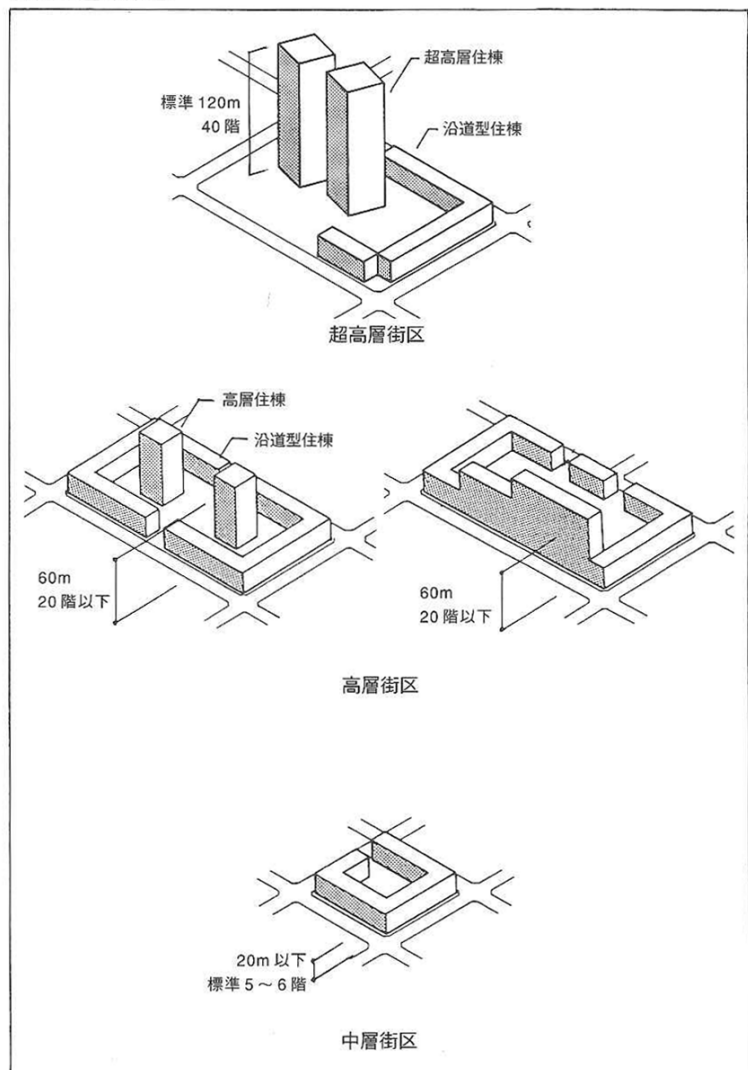 超高層住棟
標準 120m
40 階
沿道型住棟
超高層街区
高層住棟
沿道型住棟
60m
20 階以下
60m
20 階以下
高層街区
20m 以下
標準 5～6 階
中層街区